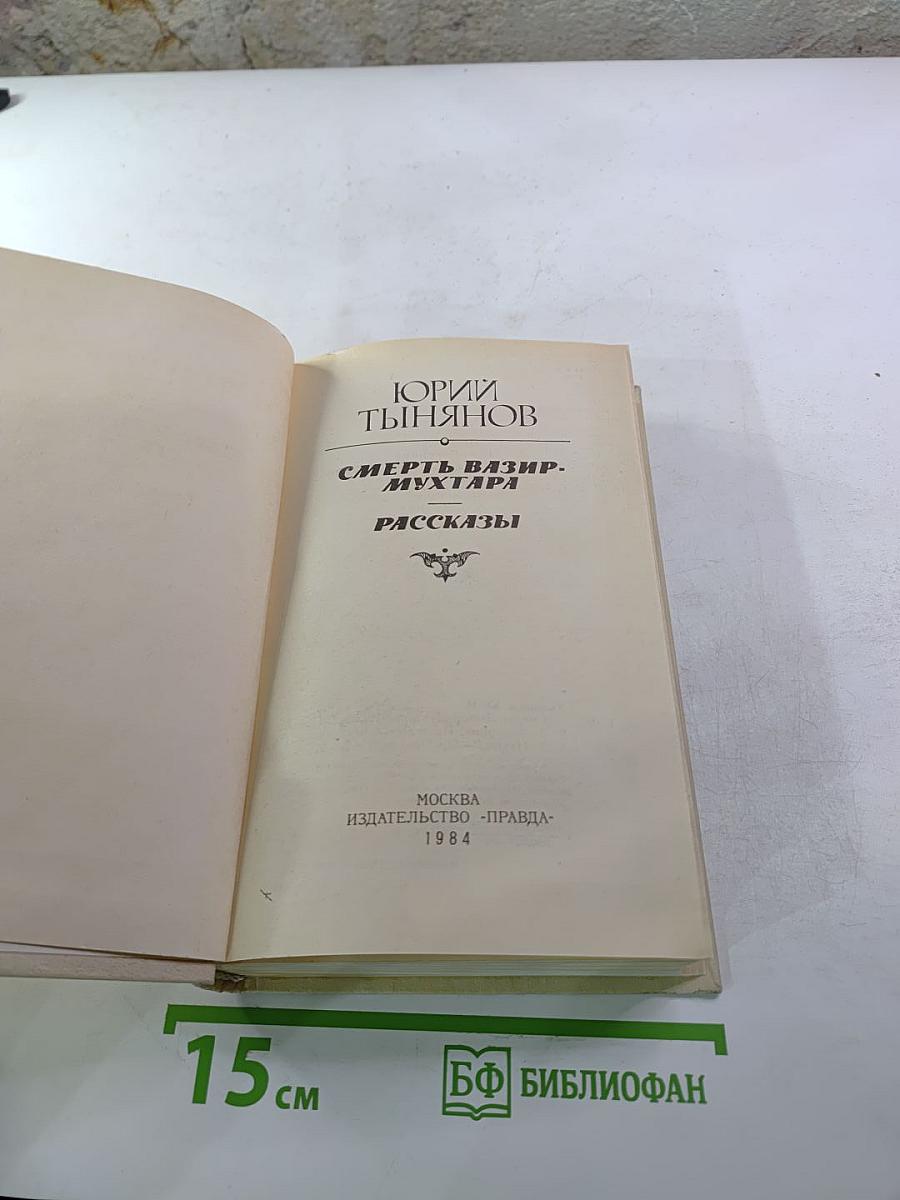 ЮРИЙ
ТЫНЯНОВ
СМЕРТЬ ВАЗИР-
МУХТАРА
РАССКАЗЫ
МОСКВА
ИЗДАТЕЛЬСТВО «ПРАВДА»
1984
15 см
БФ БИБЛИОФАН